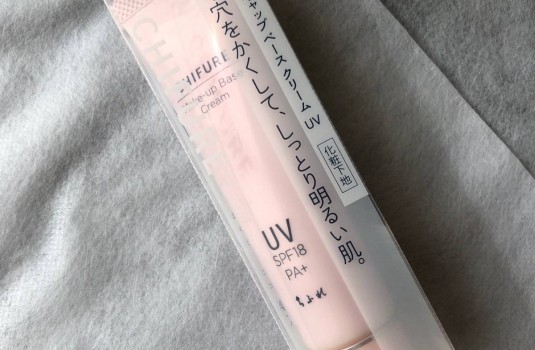 ャップ ベース クリーム UV
化粧下地
穴をかくして、しっとり明るい肌。
CHIFURE
Make-up Base
Cream
UV
SPF18
PA+
ちふれ